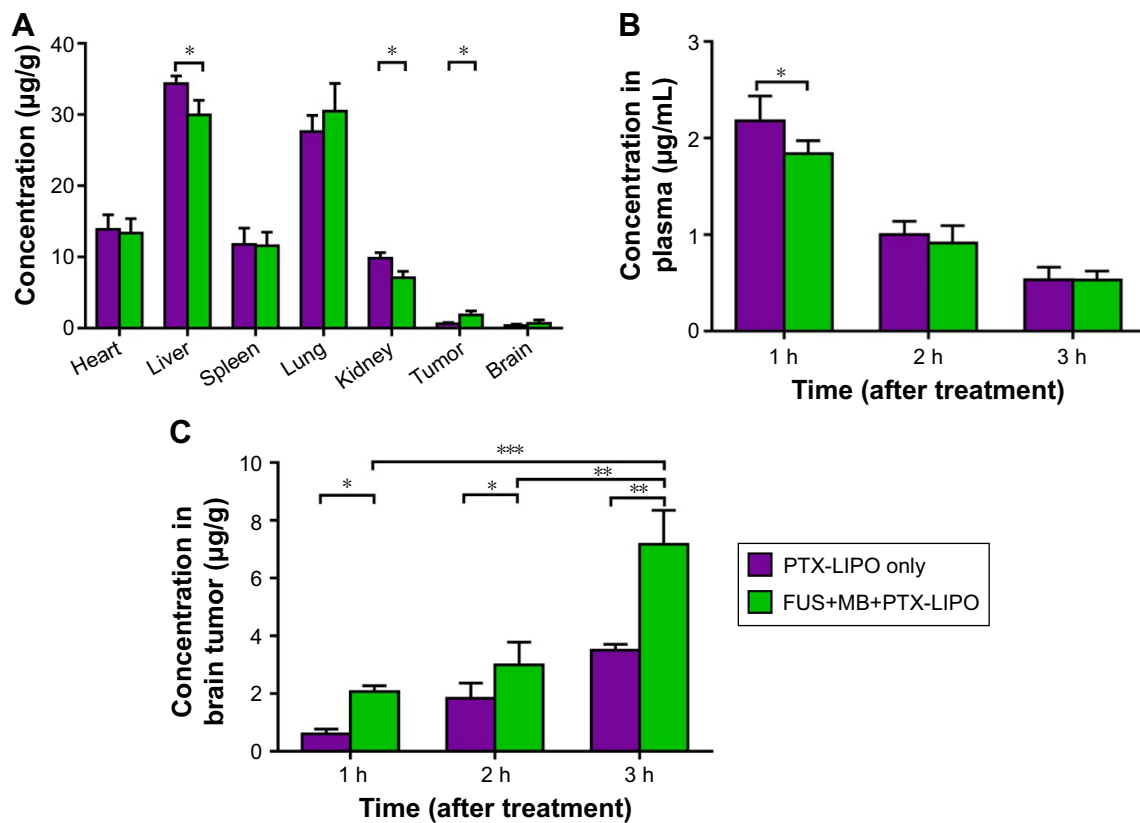 A
Concentration (µg/g)
40
30
20
10
0
*
*
*
Heart
Liver
Spleen
Lung
Kidney
Tumor
Brain
B
Concentration in
plasma (µg/mL)
3
2
1
0
*
1 h
2 h
3 h
Time (after treatment)
C
Concentration in
brain tumor (µg/g)
10
8
6
4
2
0
***
**
*
*
**
1 h
2 h
3 h
Time (after treatment)
PTX-LIPO only
FUS+MB+PTX-LIPO